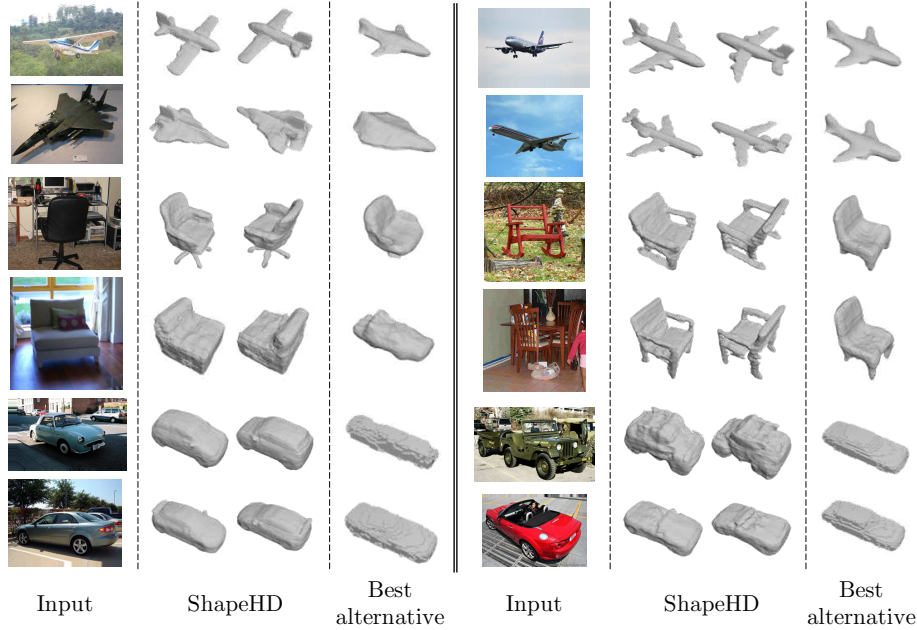 Input
ShapeHD
Best
alternative
Input
ShapeHD
Best
alternative